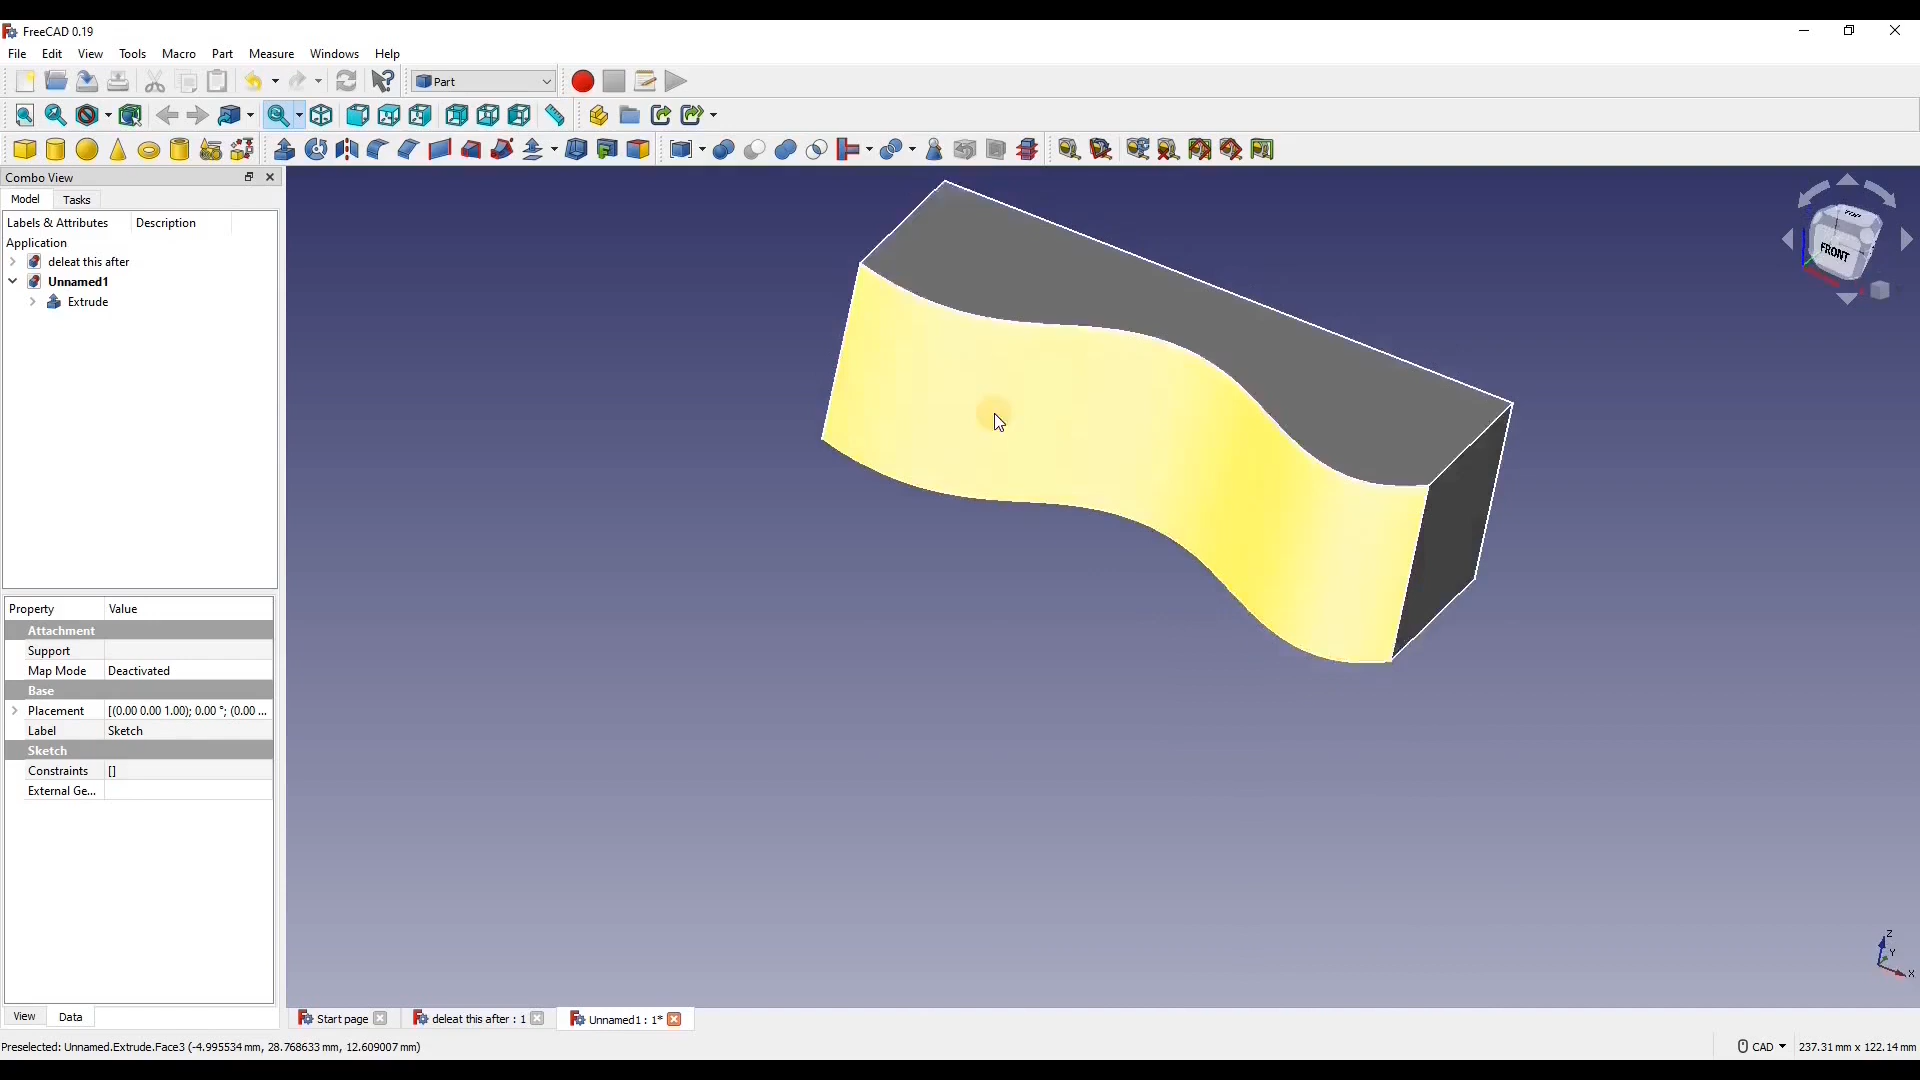 FreeCAD 0.19
File Edit View Tools Macro Part Measure Windows Help
Part
Combo View
Model Tasks
Labels & Attributes Description
Application
deleat this after
Unnamed1
Extrude
TOP
FRONT
Property Value
Attachment
Support
Map Mode Deactivated
Base
Placement [(0.00 0.00 1.00); 0.00 °; (0.00 ...
Label Sketch
Sketch
Constraints []
External Ge...
Z
Y
X
View Data
Start page deleat this after : 1 Unnamed1 : 1*
Preselected: Unnamed.Extrude.Face3 (-4.995534 mm, 28.768633 mm, 12.609007 mm) CAD 237.31 mm x 122.14 mm